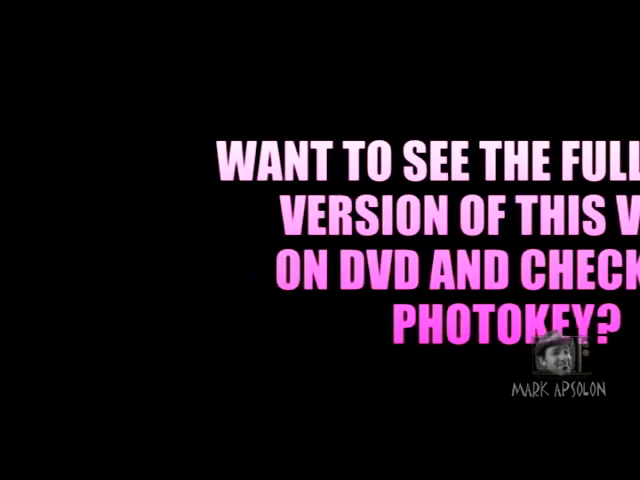 WANT TO SEE THE FULL
VERSION OF THIS V
ON DVD AND CHECK
PHOTOKEY?
MARK APSOLON